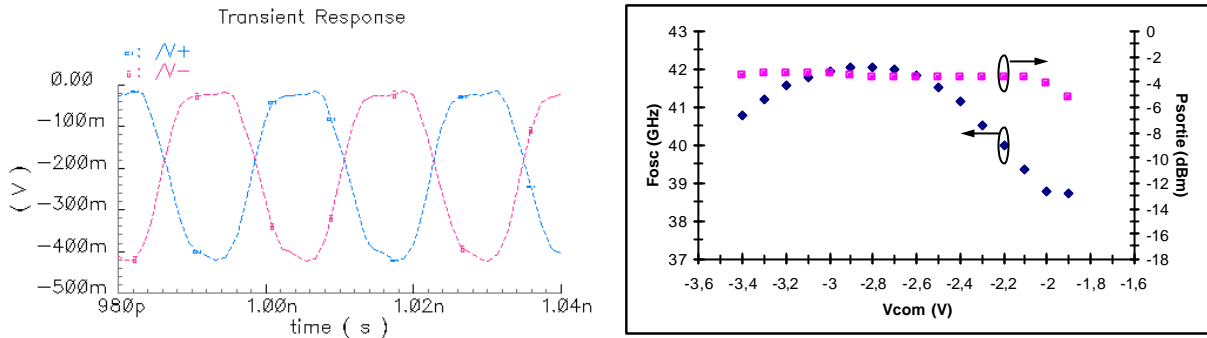 Transient Response
: /V+
: /V−
0.00
−100m
−200m
−300m
−400m
−500m
( V )
980p
1.00n
1.02n
1.04n
time ( s )
43
42
41
40
39
38
37
Fosc (GHz)
0
-2
-4
-6
-8
-10
-12
-14
-16
-18
Psortie (dBm)
-3,6
-3,4
-3,2
-3
-2,8
-2,6
-2,4
-2,2
-2
-1,8
-1,6
Vcom (V)